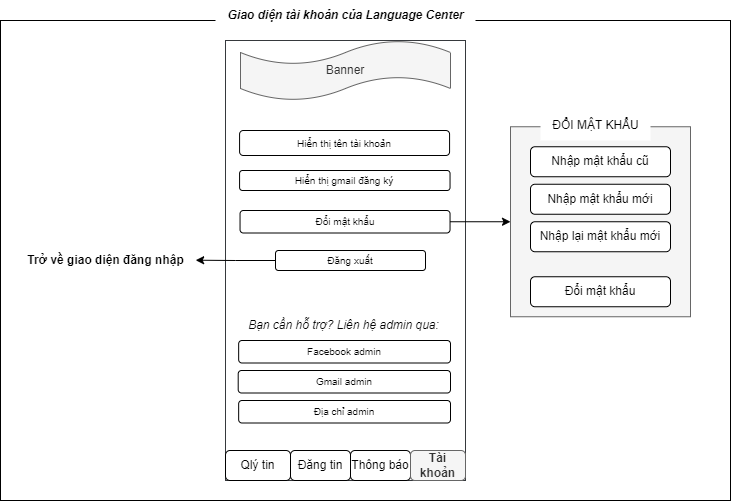 Giao diện tài khoản của Language Center
Banner
Hiển thị tên tài khoản
Hiển thị gmail đăng ký
Đổi mật khẩu
Đăng xuất
Trở về giao diện đăng nhập
ĐỔI MẬT KHẨU
Nhập mật khẩu cũ
Nhập mật khẩu mới
Nhập lại mật khẩu mới
Đổi mật khẩu
Bạn cần hỗ trợ? Liên hệ admin qua:
Facebook admin
Gmail admin
Địa chỉ admin
Qlý tin
Đăng tin
Thông báo
Tài
khoản